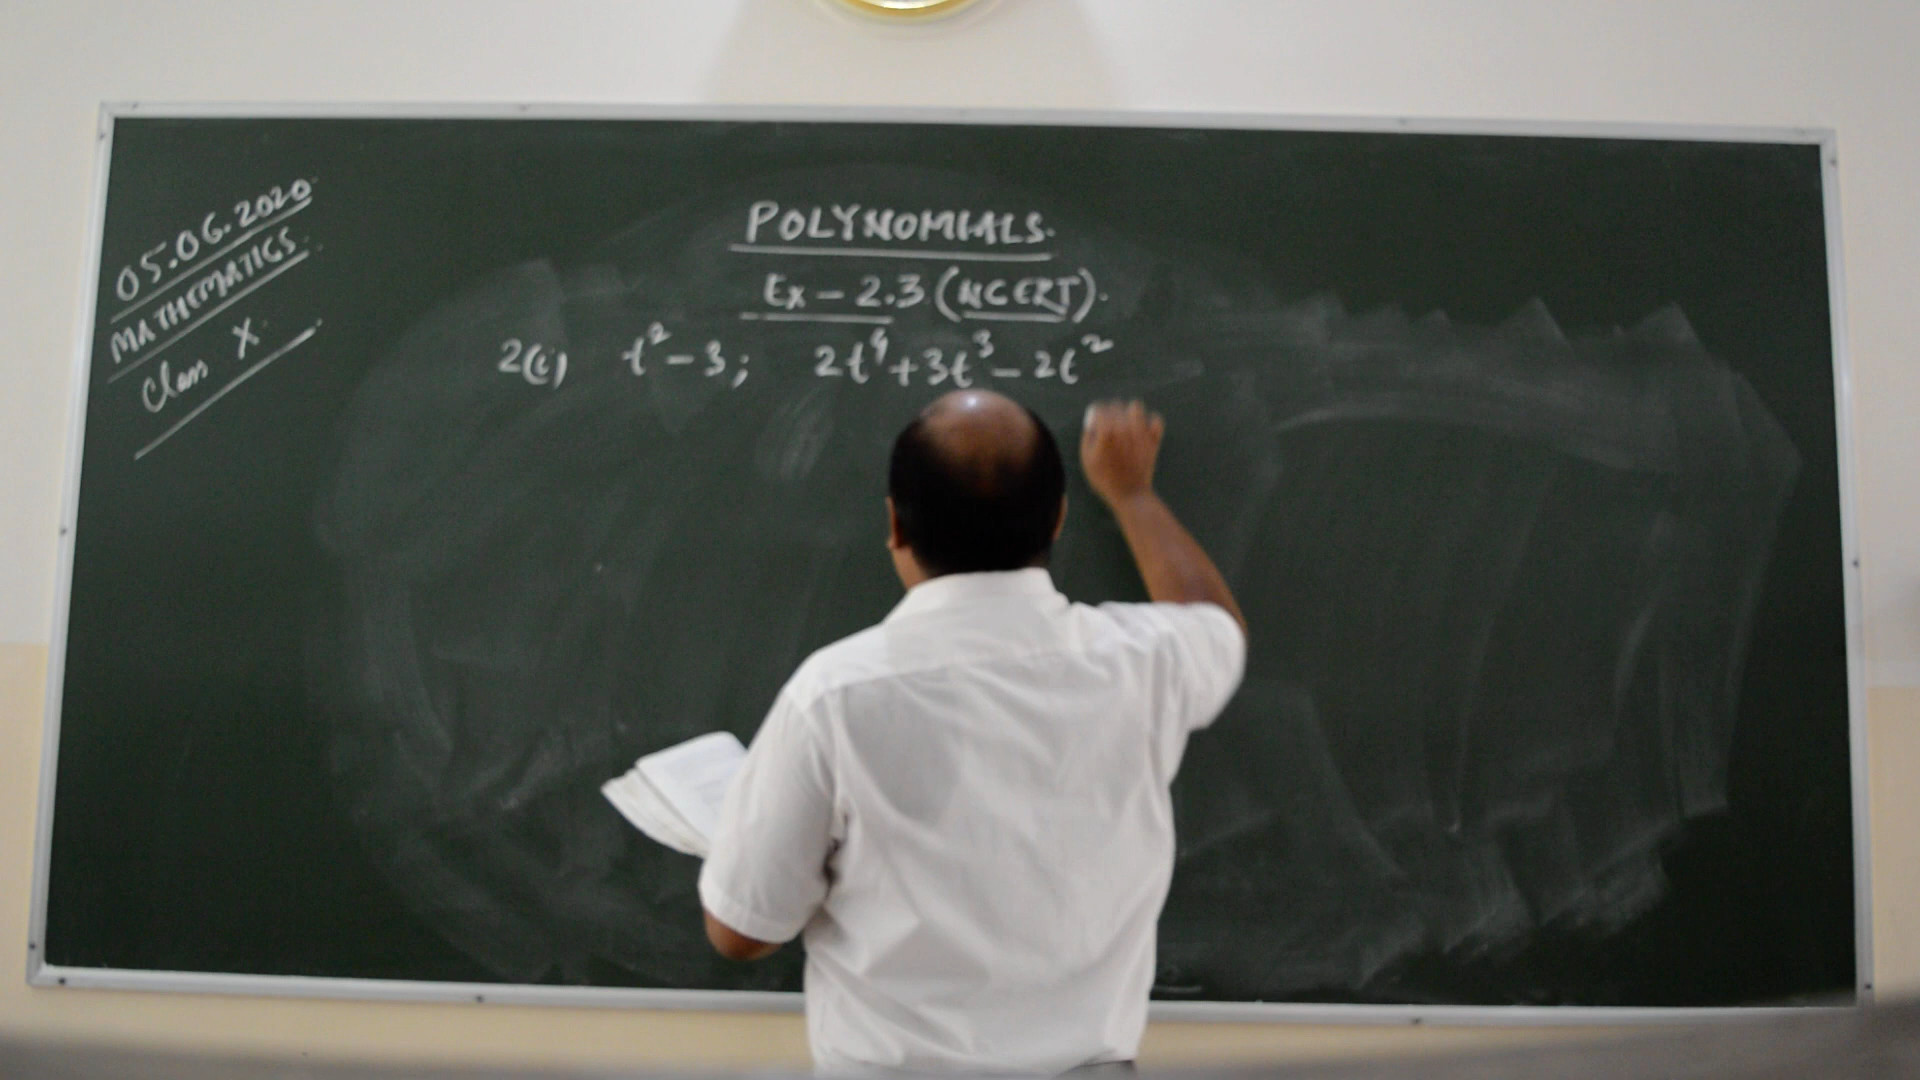 05.06.2020
MATHEMATICS
Class X
POLYNOMIALS.
Ex - 2.3 (NCERT).
2(i) t² - 3; 2t⁴ + 3t³ - 2t²